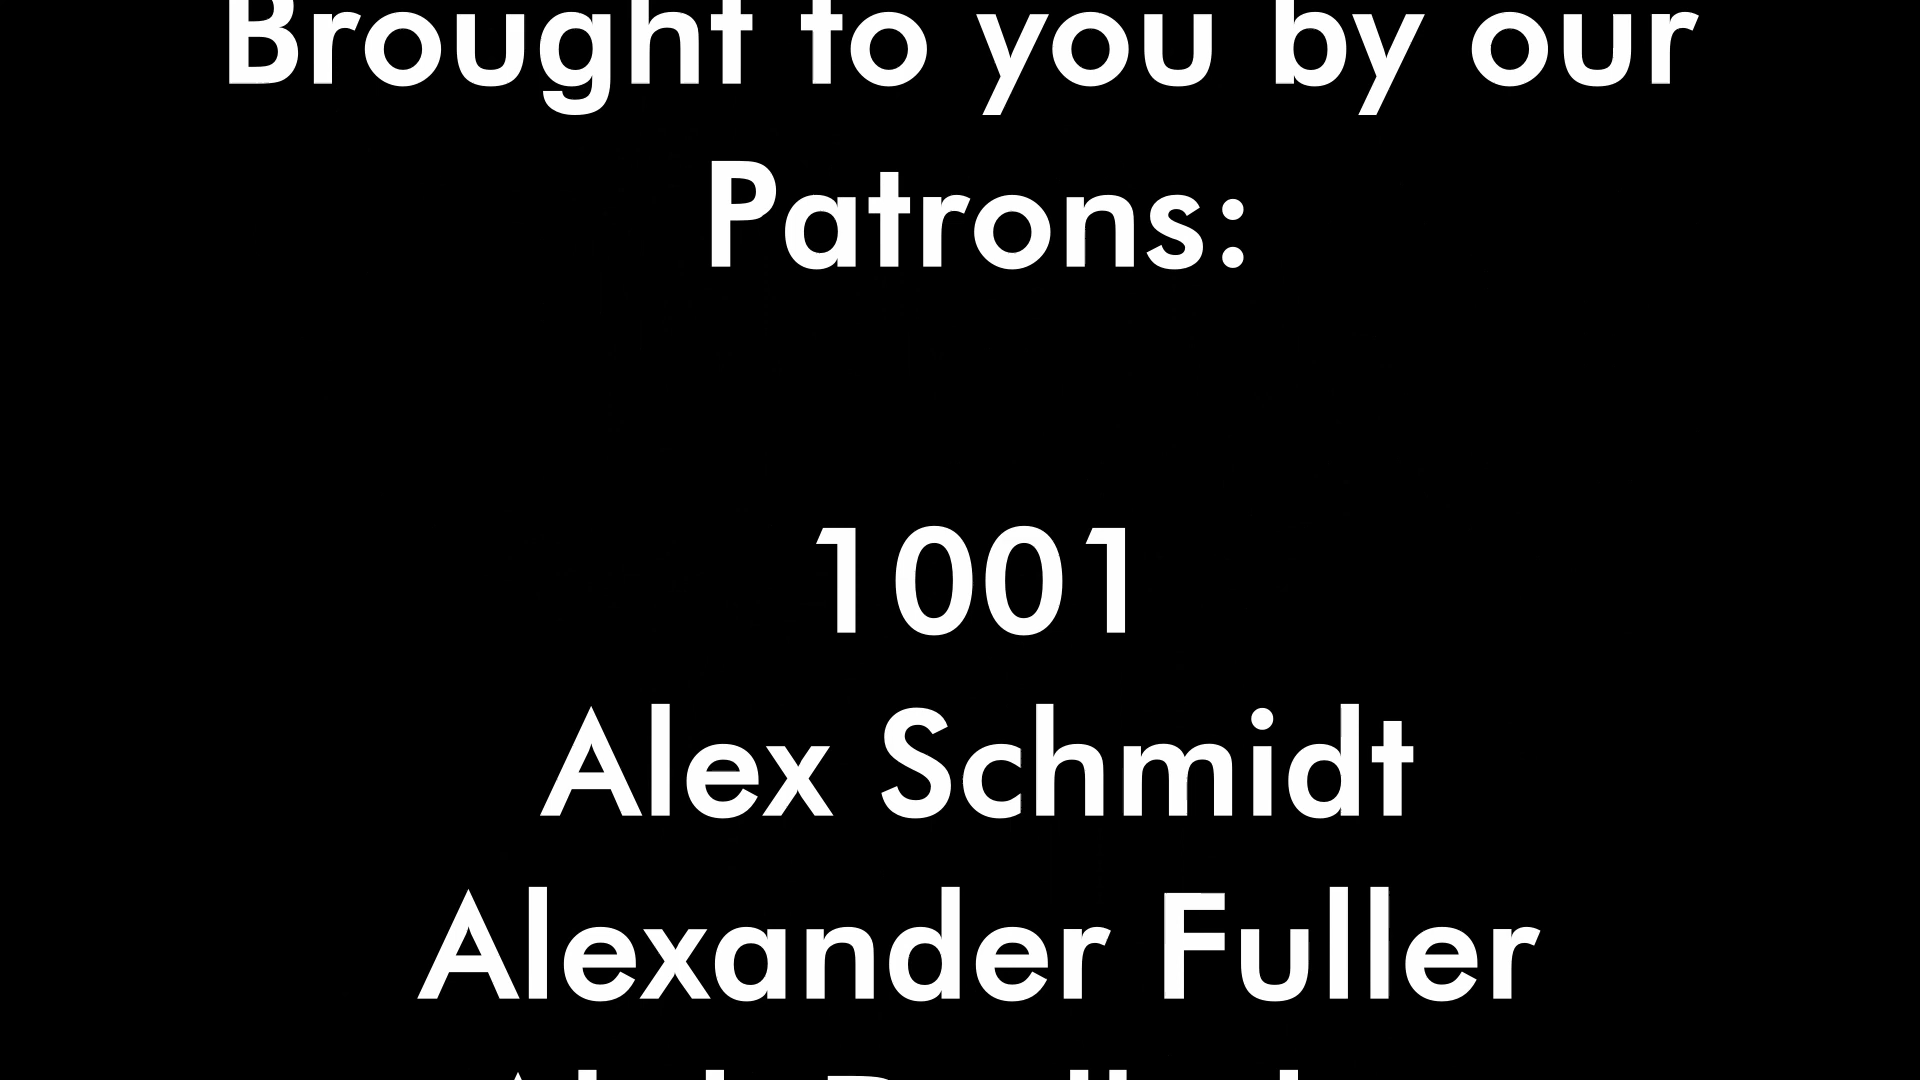 Brought to you by our
Patrons:
1001
Alex Schmidt
Alexander Fuller